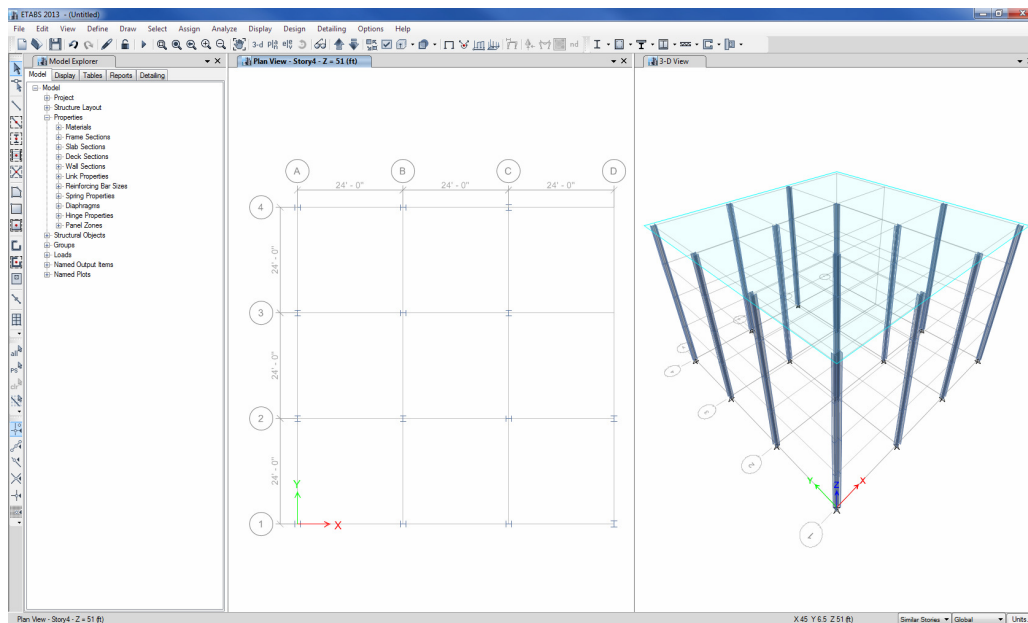 ETABS 2013 - (Untitled)
File Edit View Define Draw Select Assign Analyze Display Design Detailing Options Help
3-d
nd
Model Explorer
Model Display Tables Reports Detailing
Model
Project
Structure Layout
Properties
Materials
Frame Sections
Slab Sections
Deck Sections
Wall Sections
Link Properties
Reinforcing Bar Sizes
Spring Properties
Diaphragms
Hinge Properties
Panel Zones
Structural Objects
Groups
Loads
Named Output Items
Named Plots
all
PS
clr
Plan View - Story4 - Z = 51 (ft)
A B C D
24' - 0" 24' - 0" 24' - 0"
4
24' - 0"
3
24' - 0"
2
24' - 0"
1
Y
X
3-D View
Y Z X
Plan View - Story4 - Z = 51 (ft)
X 45 Y 6.5 Z 51 (ft)
Similar Stories
Global
Units